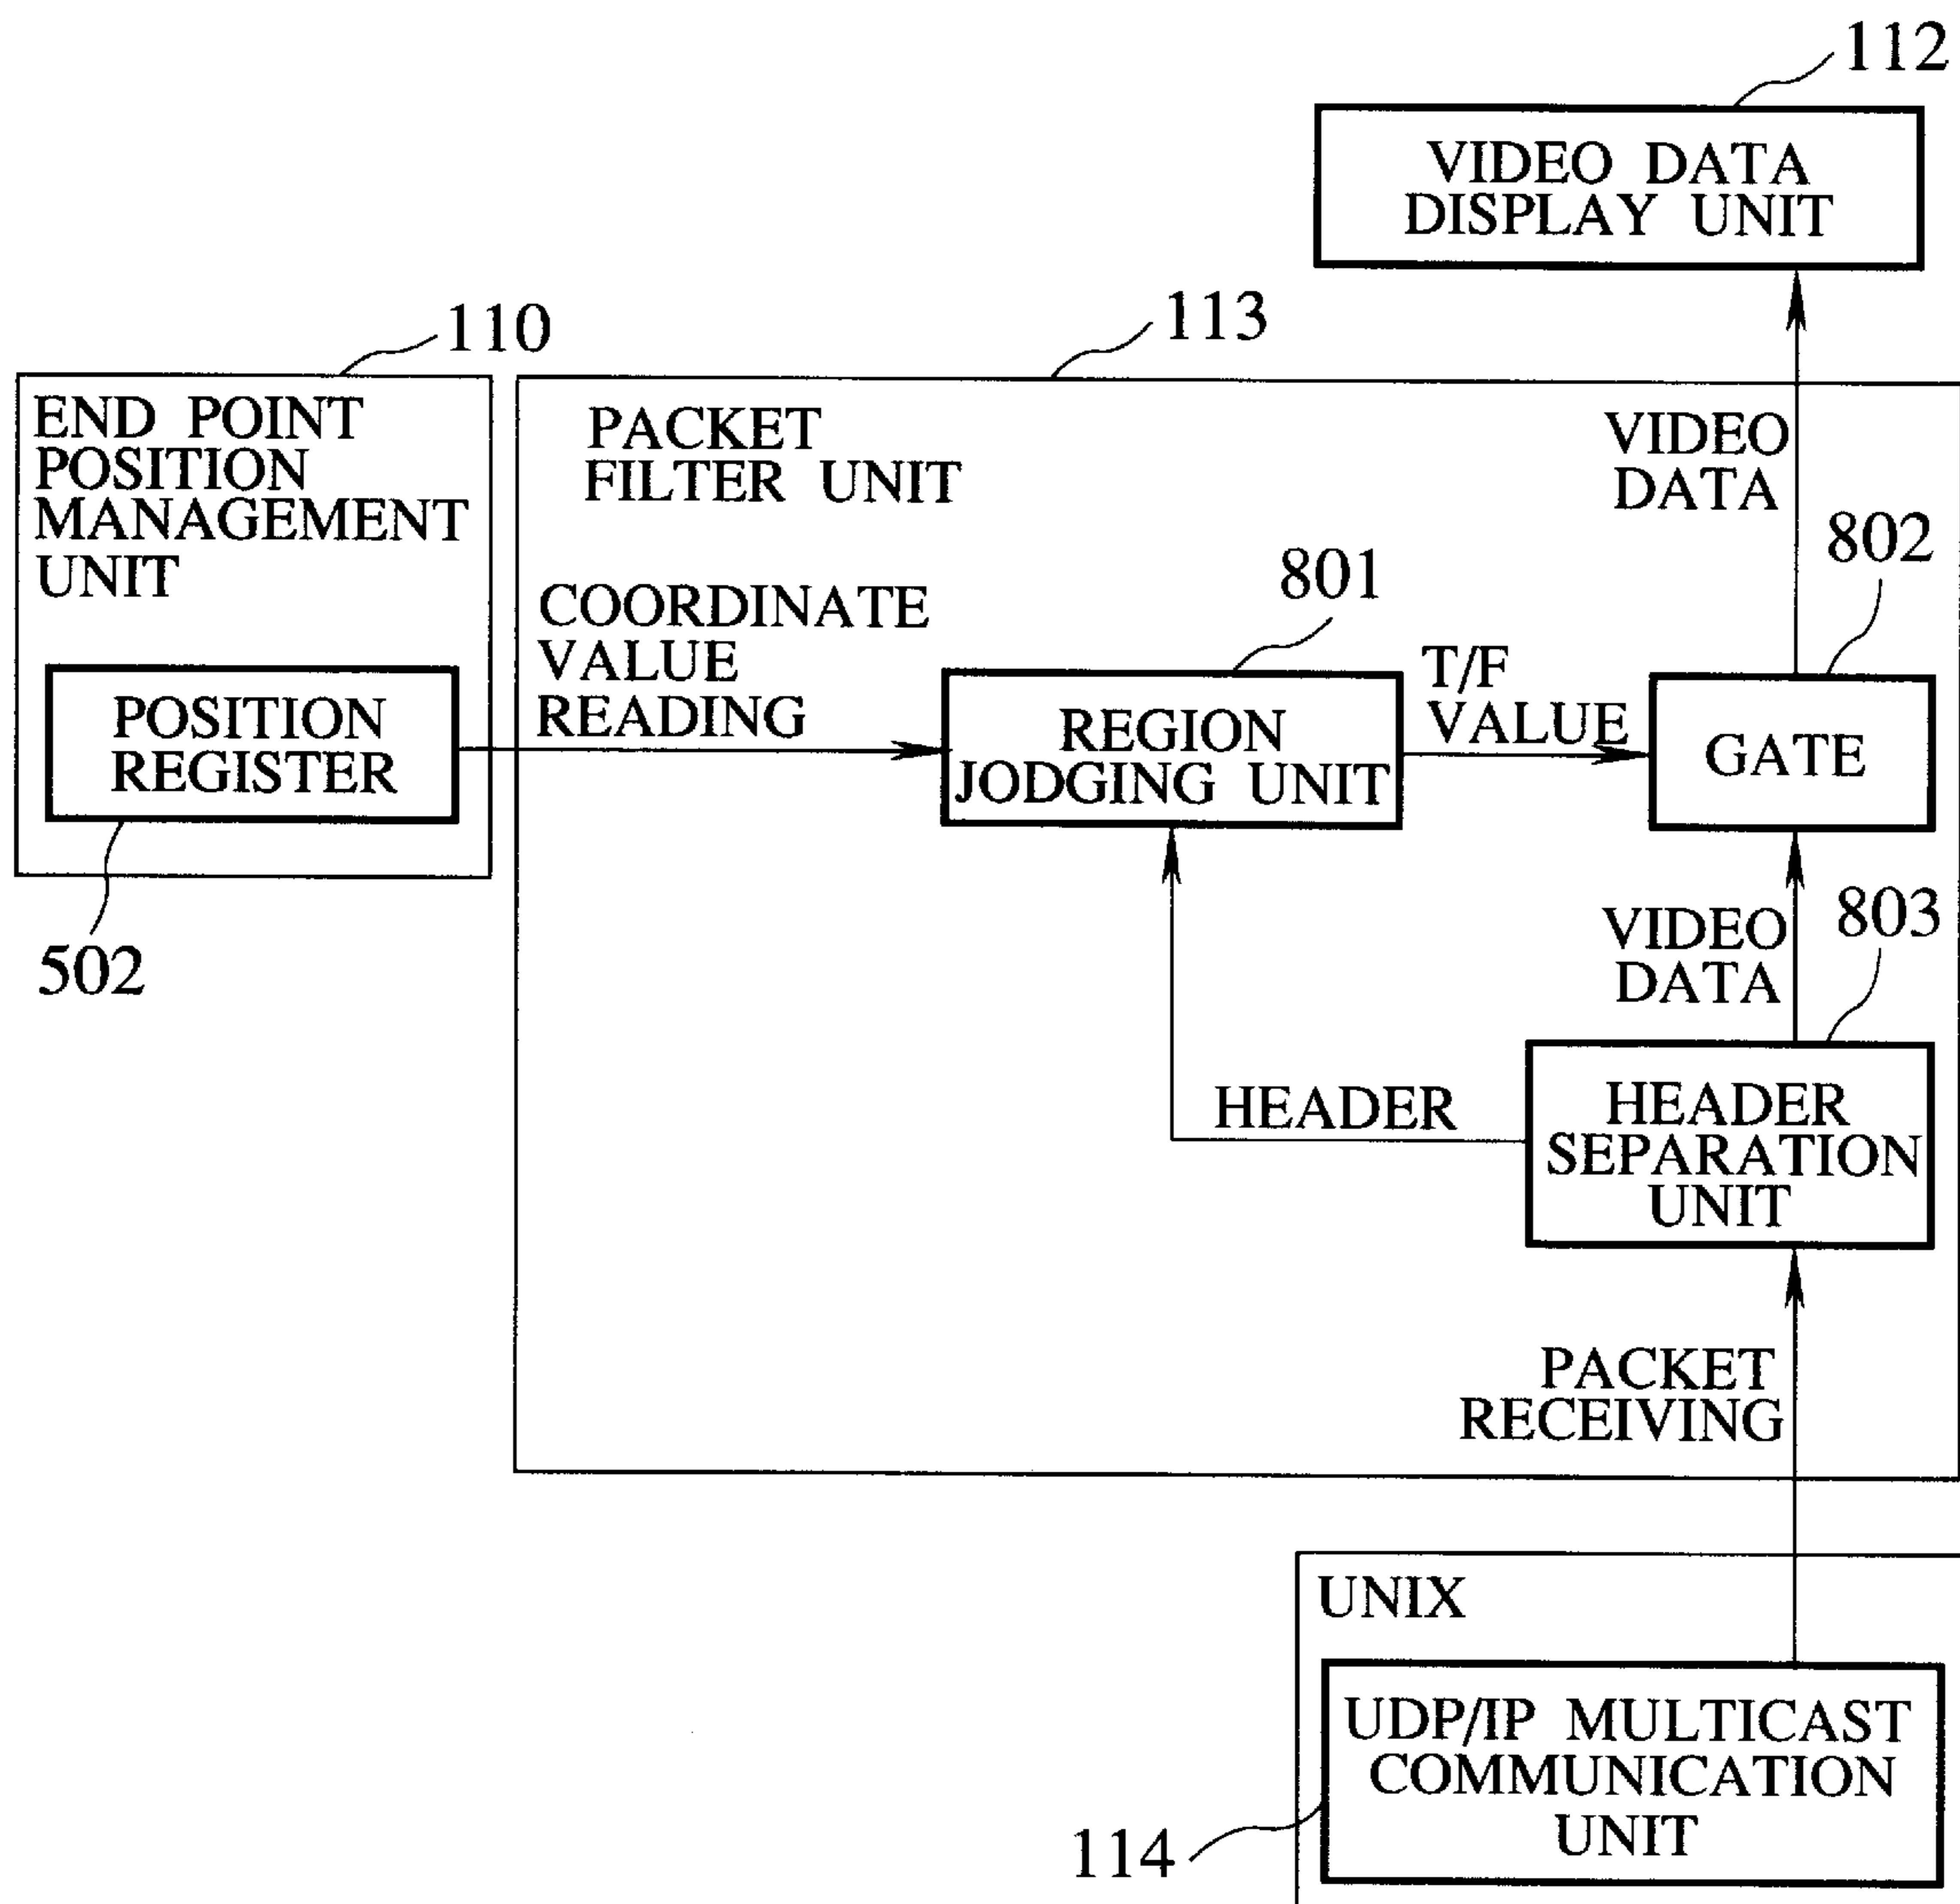 112
VIDEO DATA
DISPLAY UNIT
110
113
END POINT
POSITION
MANAGEMENT
UNIT
PACKET
FILTER UNIT
VIDEO
DATA
802
COORDINATE
VALUE
READING
801
T/F
VALUE
POSITION
REGISTER
REGION
JODGING UNIT
GATE
502
VIDEO
DATA
803
HEADER
HEADER
SEPARATION
UNIT
PACKET
RECEIVING
UNIX
UDP/IP MULTICAST
COMMUNICATION
UNIT
114